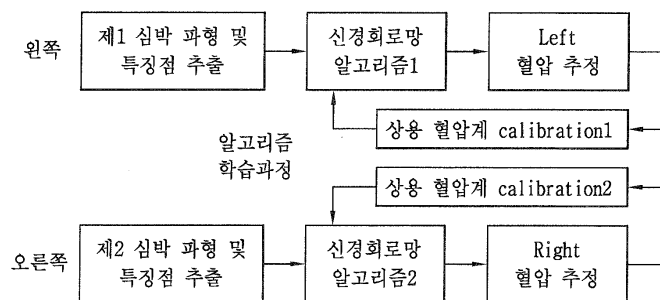 왼쪽
제1 심박 파형 및
특징점 추출
신경회로망
알고리즘1
Left
혈압 추정
상용 혈압계 calibration1
알고리즘
학습과정
상용 혈압계 calibration2
오른쪽
제2 심박 파형 및
특징점 추출
신경회로망
알고리즘2
Right
혈압 추정